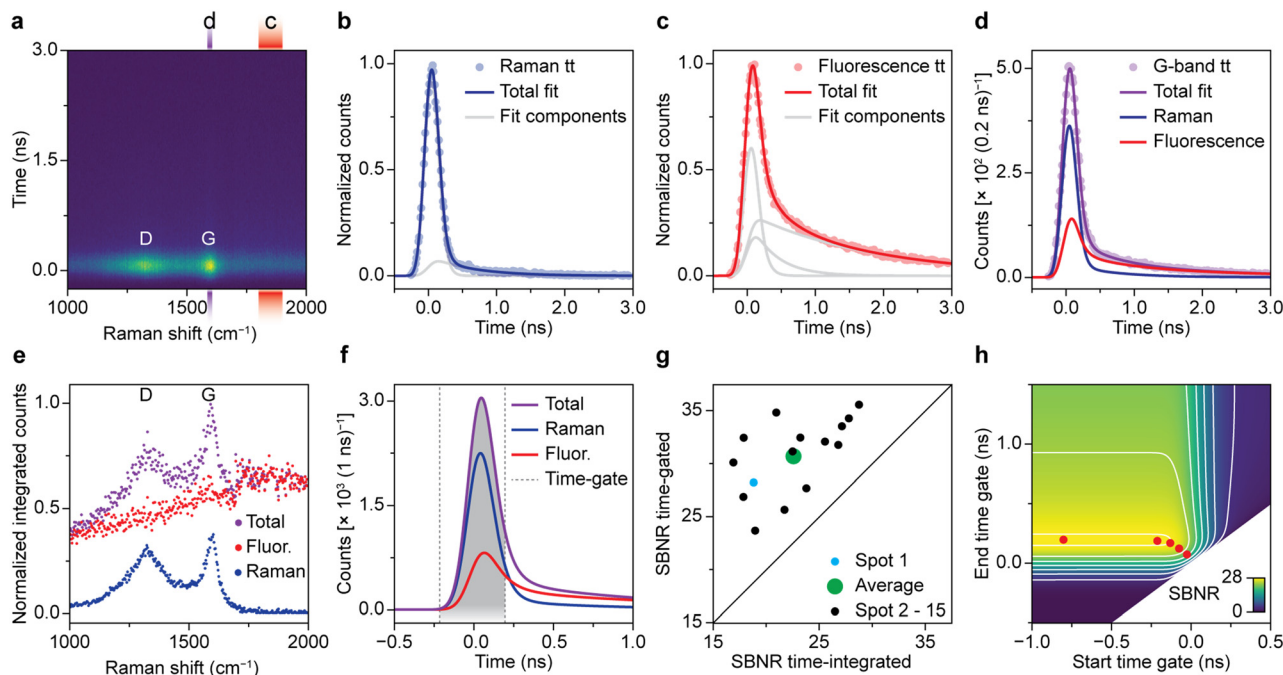 a
d
c
3.0
1.5
0.0
Time (ns)
D
G
1000
1500
2000
Raman shift (cm⁻¹)
b
1.0
0.5
0.0
Normalized counts
Raman tt
Total fit
Fit components
0.0
1.0
2.0
3.0
Time (ns)
c
1.0
0.5
0.0
Normalized counts
Fluorescence tt
Total fit
Fit components
0.0
1.0
2.0
3.0
Time (ns)
d
5.0
2.5
0.0
Counts [× 10² (0.2 ns)⁻¹]
G-band tt
Total fit
Raman
Fluorescence
0.0
1.0
2.0
3.0
Time (ns)
e
D
G
1.0
0.5
0.0
Normalized integrated counts
Total
Fluor.
Raman
1000
1500
2000
Raman shift (cm⁻¹)
f
3.0
1.5
0.0
Counts [× 10³ (1 ns)⁻¹]
Total
Raman
Fluor.
Time-gate
−0.5
0.0
0.5
1.0
Time (ns)
g
35
25
15
SBNR time-gated
Spot 1
Average
Spot 2 - 15
15
25
35
SBNR time-integrated
h
1.0
0.0
End time gate (ns)
28
SBNR
0
−1.0
−0.5
0.0
0.5
Start time gate (ns)